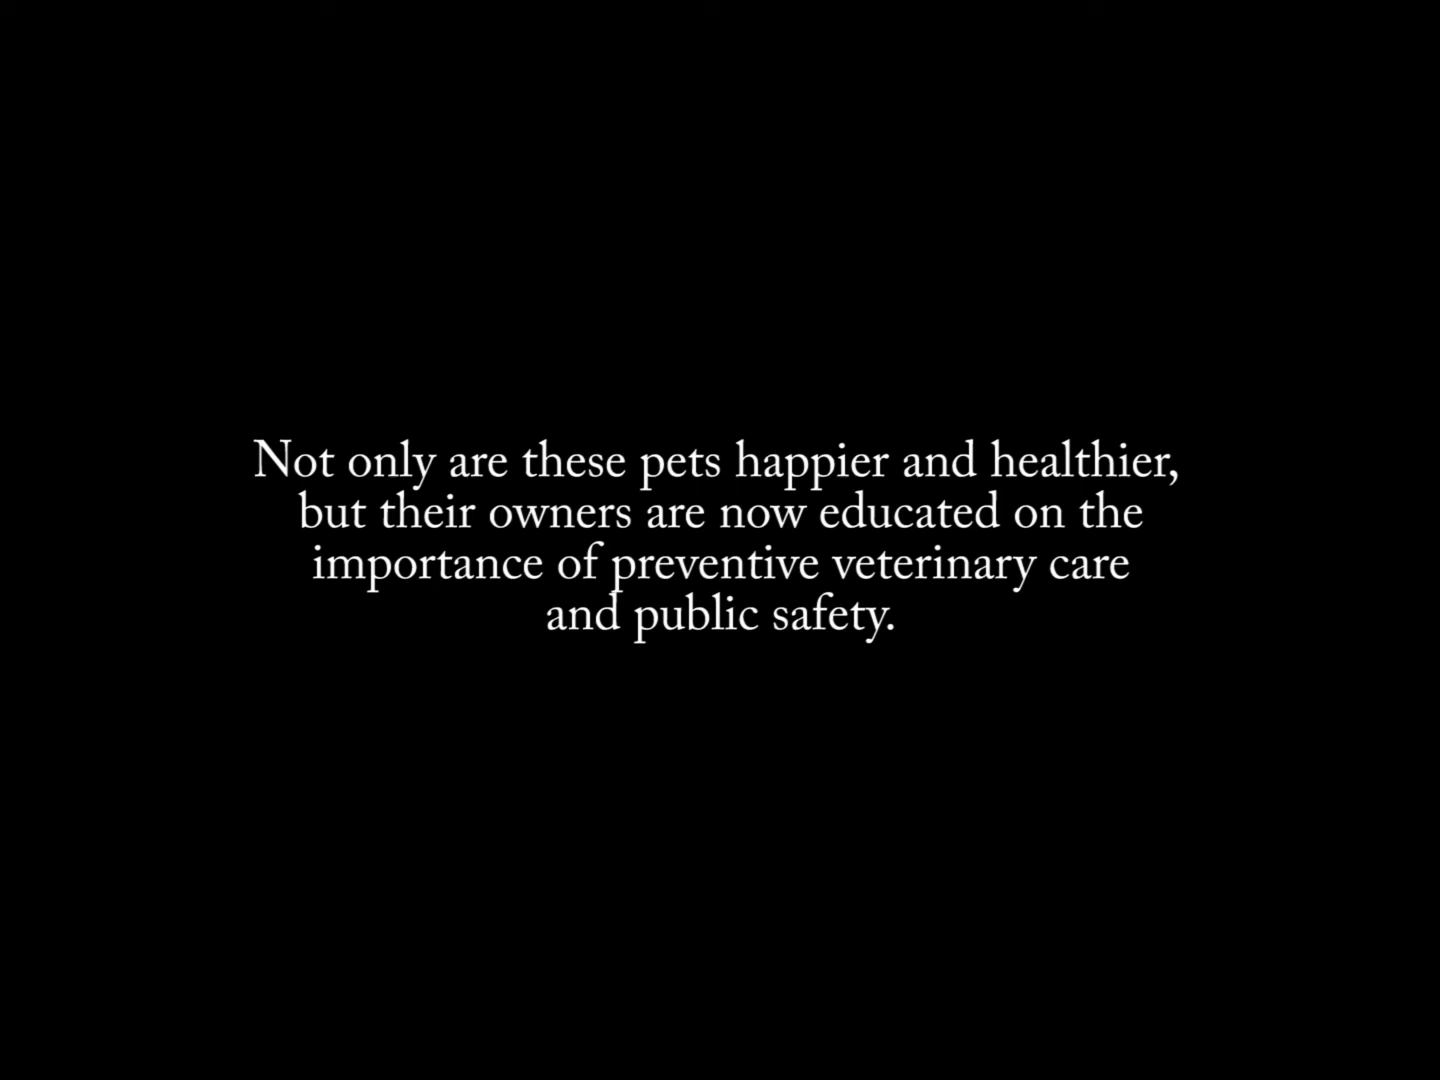 Not only are these pets happier and healthier,
but their owners are now educated on the
importance of preventive veterinary care
and public safety.